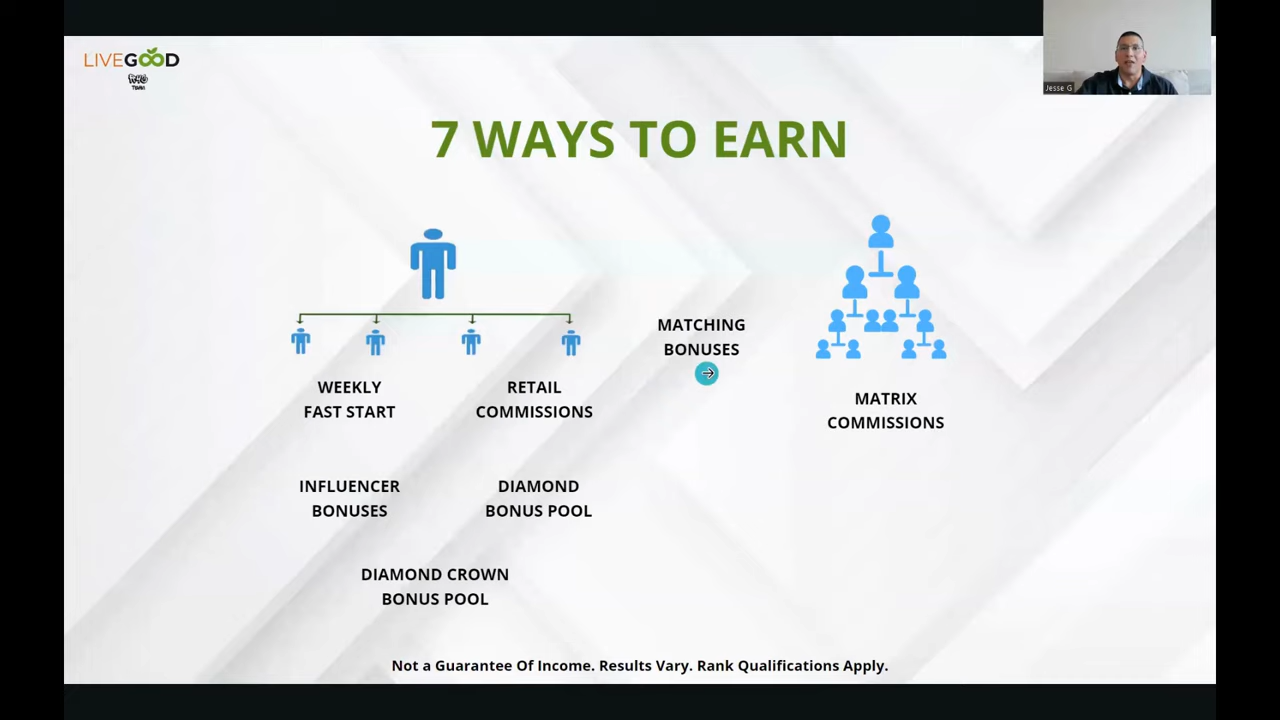 LIVEGOOD
TEAM
Jesse G
7 WAYS TO EARN
MATCHING
BONUSES
WEEKLY
FAST START
RETAIL
COMMISSIONS
MATRIX
COMMISSIONS
INFLUENCER
BONUSES
DIAMOND
BONUS POOL
DIAMOND CROWN
BONUS POOL
Not a Guarantee Of Income. Results Vary. Rank Qualifications Apply.